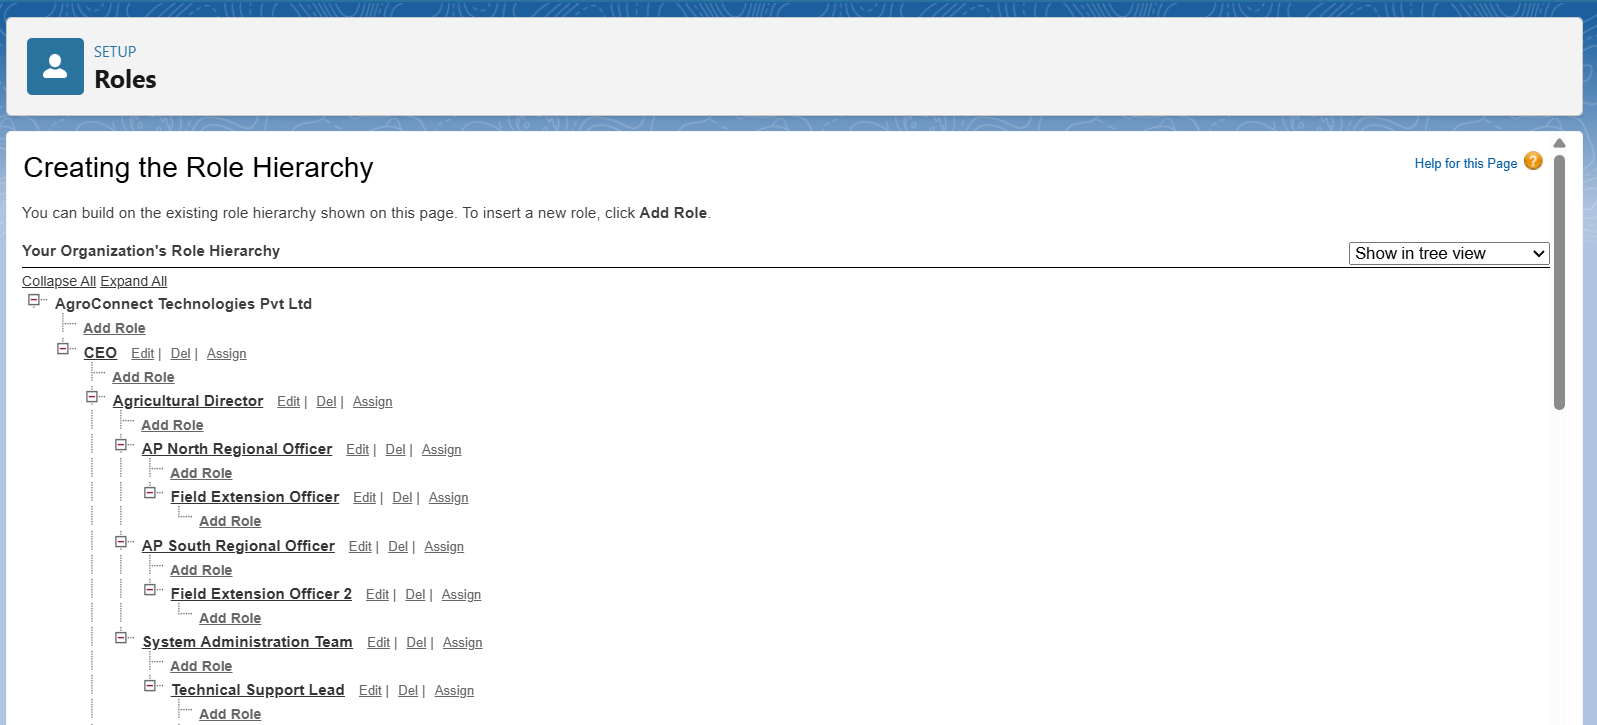 SETUP
Roles
Creating the Role Hierarchy
Help for this Page ?
You can build on the existing role hierarchy shown on this page. To insert a new role, click Add Role.
Your Organization's Role Hierarchy
Show in tree view
Collapse All Expand All
AgroConnect Technologies Pvt Ltd
Add Role
CEO Edit | Del | Assign
Add Role
Agricultural Director Edit | Del | Assign
Add Role
AP North Regional Officer Edit | Del | Assign
Add Role
Field Extension Officer Edit | Del | Assign
Add Role
AP South Regional Officer Edit | Del | Assign
Add Role
Field Extension Officer 2 Edit | Del | Assign
Add Role
System Administration Team Edit | Del | Assign
Add Role
Technical Support Lead Edit | Del | Assign
Add Role